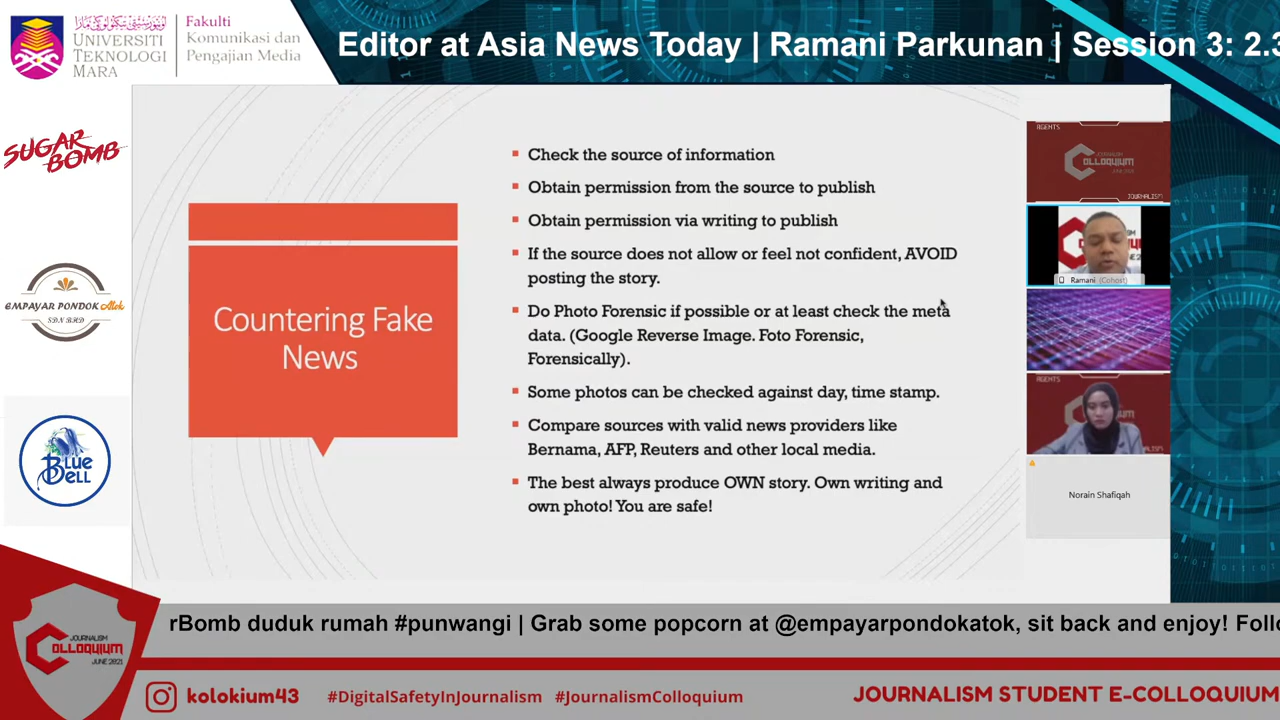 UNIVERSITI
TEKNOLOGI
MARA
Fakulti
Komunikasi dan
Pengajian Media
Editor at Asia News Today | Ramani Parkunan | Session 3: 2.3
SUGAR
BOMB
EMPAYAR PONDOK Atok
SDN BHD
BLUE
BELL
Countering Fake
News
Check the source of information
Obtain permission from the source to publish
Obtain permission via writing to publish
If the source does not allow or feel not confident, AVOID
posting the story.
Do Photo Forensic if possible or at least check the meta
data. (Google Reverse Image. Foto Forensic,
Forensically).
Some photos can be checked against day, time stamp.
Compare sources with valid news providers like
Bernama, AFP, Reuters and other local media.
The best always produce OWN story. Own writing and
own photo! You are safe!
COLLOQUIUM
JOURNALISM
Ramani (Cohost)
Norain Shafiqah
rBomb duduk rumah #punwangi | Grab some popcorn at @empayarpondokatok, sit back and enjoy! Follo
JOURNALISM
COLLOQUIUM
JUNE 2021
kolokium43
#DigitalSafetyInJournalism #JournalismColloquium
JOURNALISM STUDENT E-COLLOQUIUM